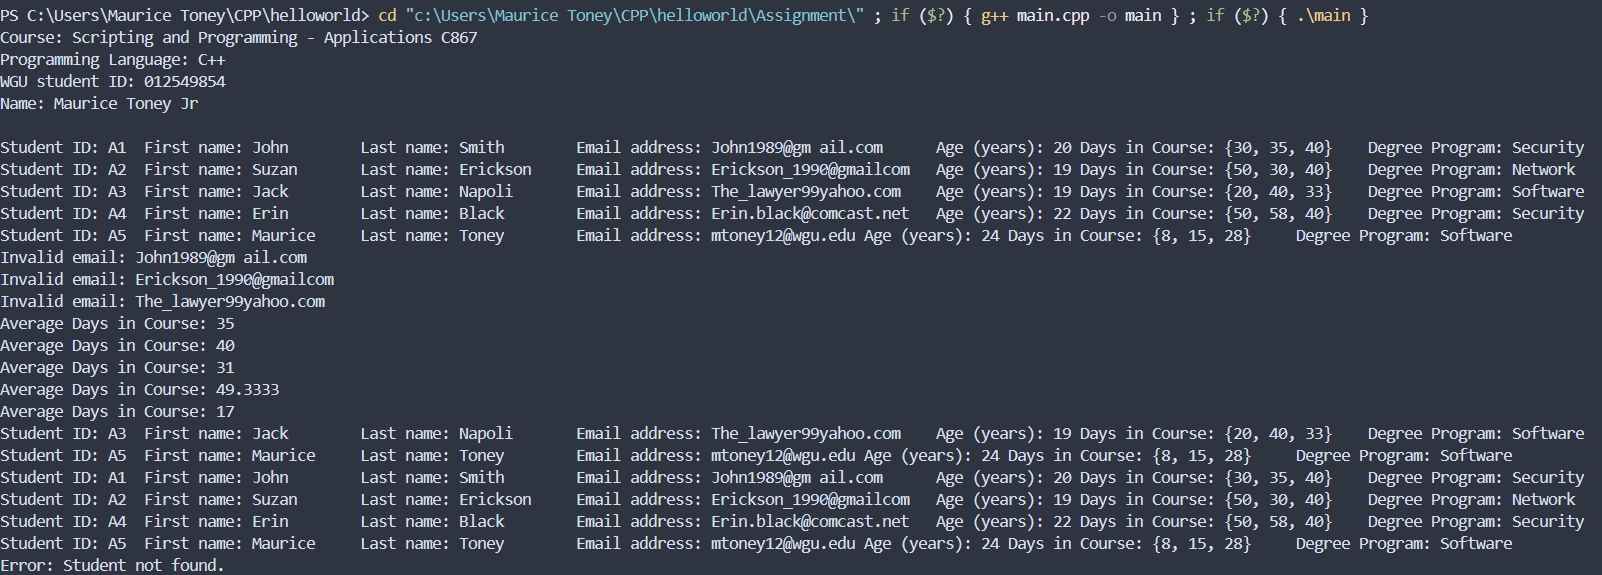 PS C:\Users\Maurice Toney\CPP\helloworld> cd "c:\Users\Maurice Toney\CPP\helloworld\Assignment\" ; if ($?) { g++ main.cpp -o main } ; if ($?) { .\main }
Course: Scripting and Programming - Applications C867
Programming Language: C++
WGU student ID: 012549854
Name: Maurice Toney Jr

Student ID: A1  First name: John        Last name: Smith        Email address: John1989@gm ail.com      Age (years): 20 Days in Course: {30, 35, 40}    Degree Program: Security
Student ID: A2  First name: Suzan       Last name: Erickson     Email address: Erickson_1990@gmailcom   Age (years): 19 Days in Course: {50, 30, 40}    Degree Program: Network
Student ID: A3  First name: Jack        Last name: Napoli       Email address: The_lawyer99yahoo.com    Age (years): 19 Days in Course: {20, 40, 33}    Degree Program: Software
Student ID: A4  First name: Erin        Last name: Black        Email address: Erin.black@comcast.net   Age (years): 22 Days in Course: {50, 58, 40}    Degree Program: Security
Student ID: A5  First name: Maurice     Last name: Toney        Email address: mtoney12@wgu.edu Age (years): 24 Days in Course: {8, 15, 28}     Degree Program: Software
Invalid email: John1989@gm ail.com
Invalid email: Erickson_1990@gmailcom
Invalid email: The_lawyer99yahoo.com
Average Days in Course: 35
Average Days in Course: 40
Average Days in Course: 31
Average Days in Course: 49.3333
Average Days in Course: 17
Student ID: A3  First name: Jack        Last name: Napoli       Email address: The_lawyer99yahoo.com    Age (years): 19 Days in Course: {20, 40, 33}    Degree Program: Software
Student ID: A5  First name: Maurice     Last name: Toney        Email address: mtoney12@wgu.edu Age (years): 24 Days in Course: {8, 15, 28}     Degree Program: Software
Student ID: A1  First name: John        Last name: Smith        Email address: John1989@gm ail.com      Age (years): 20 Days in Course: {30, 35, 40}    Degree Program: Security
Student ID: A2  First name: Suzan       Last name: Erickson     Email address: Erickson_1990@gmailcom   Age (years): 19 Days in Course: {50, 30, 40}    Degree Program: Network
Student ID: A4  First name: Erin        Last name: Black        Email address: Erin.black@comcast.net   Age (years): 22 Days in Course: {50, 58, 40}    Degree Program: Security
Student ID: A5  First name: Maurice     Last name: Toney        Email address: mtoney12@wgu.edu Age (years): 24 Days in Course: {8, 15, 28}     Degree Program: Software
Error: Student not found.